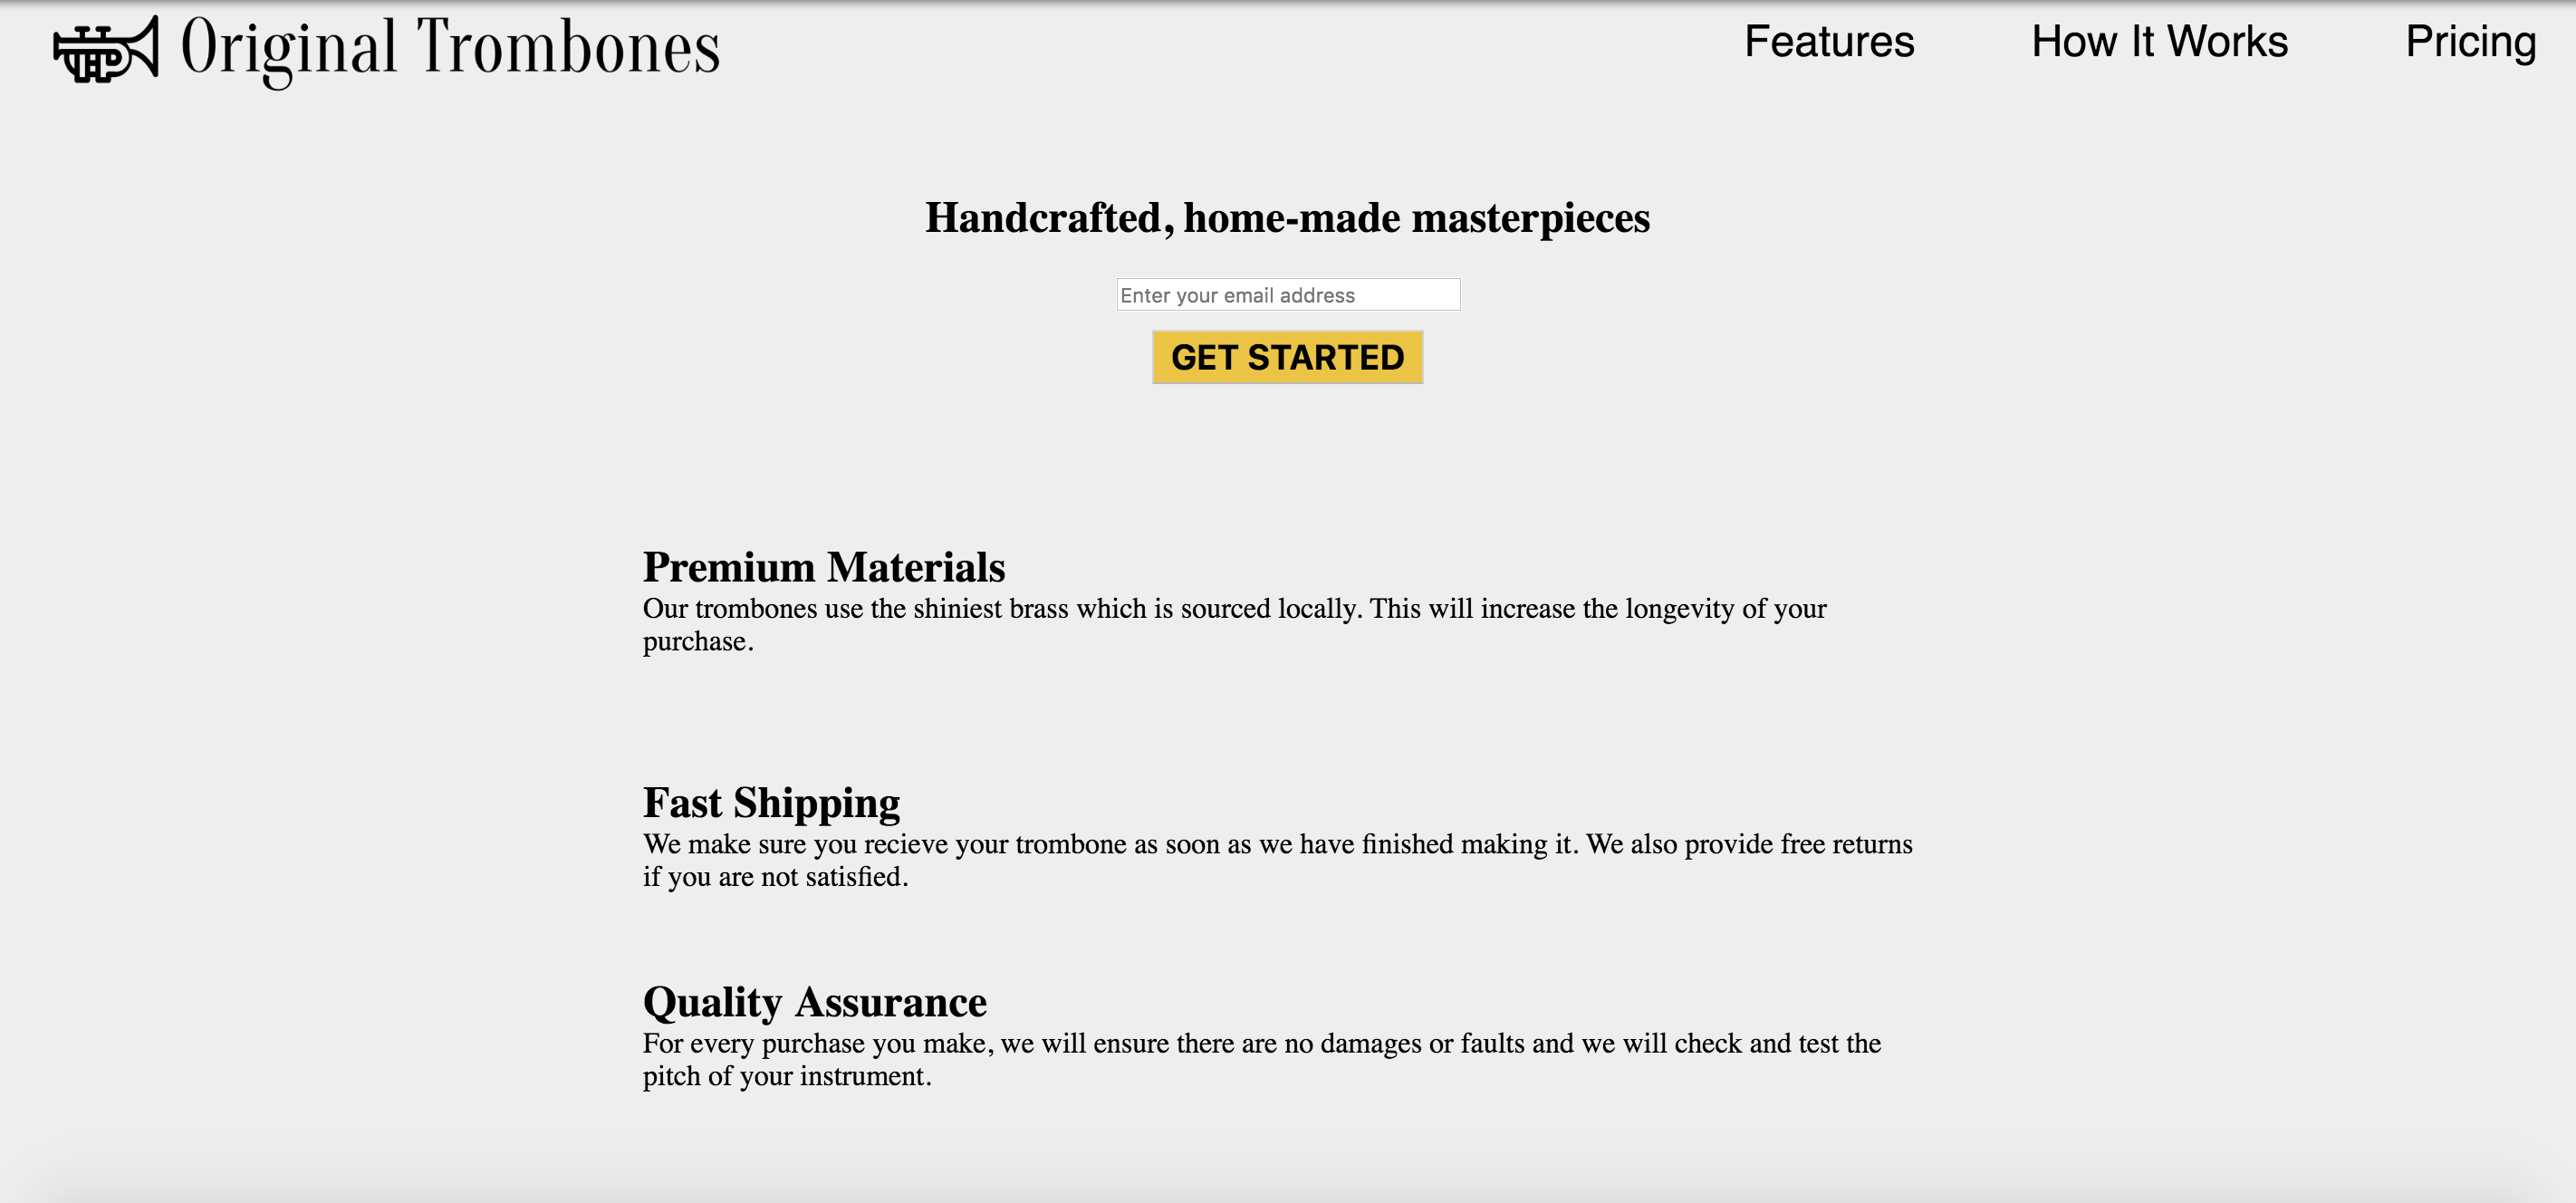 Original Trombones
Features
How It Works
Pricing
Handcrafted, home-made masterpieces
Enter your email address
GET STARTED
Premium Materials
Our trombones use the shiniest brass which is sourced locally. This will increase the longevity of your
purchase.
Fast Shipping
We make sure you recieve your trombone as soon as we have finished making it. We also provide free returns
if you are not satisfied.
Quality Assurance
For every purchase you make, we will ensure there are no damages or faults and we will check and test the
pitch of your instrument.